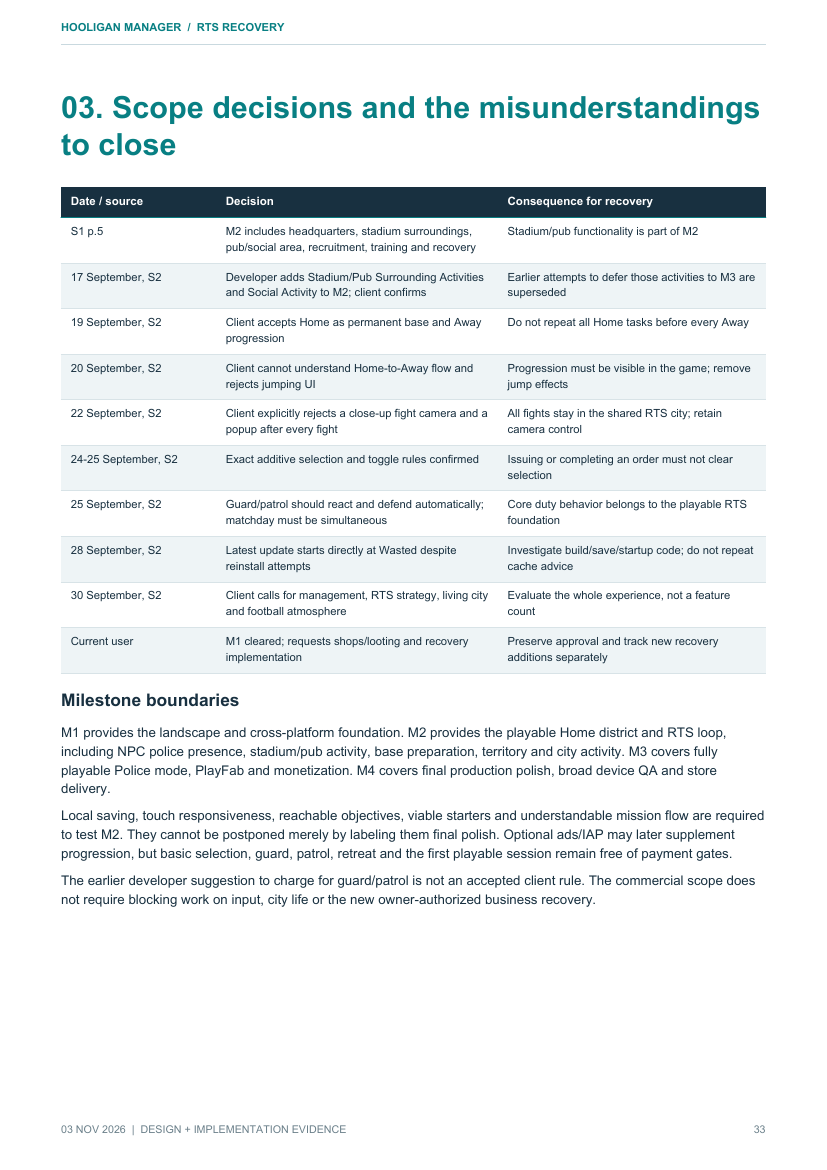 HOOLIGAN MANAGER / RTS RECOVERY
03. Scope decisions and the misunderstandings
to close
Date / source	Decision	Consequence for recovery
S1 p.5	M2 includes headquarters, stadium surroundings,	Stadium/pub functionality is part of M2
pub/social area, recruitment, training and recovery
17 September, S2	Developer adds Stadium/Pub Surrounding Activities	Earlier attempts to defer those activities to M3 are
and Social Activity to M2; client confirms	superseded
19 September, S2	Client accepts Home as permanent base and Away	Do not repeat all Home tasks before every Away
progression
20 September, S2	Client cannot understand Home-to-Away flow and	Progression must be visible in the game; remove
rejects jumping UI	jump effects
22 September, S2	Client explicitly rejects a close-up fight camera and a	All fights stay in the shared RTS city; retain
popup after every fight	camera control
24-25 September, S2	Exact additive selection and toggle rules confirmed	Issuing or completing an order must not clear
selection
25 September, S2	Guard/patrol should react and defend automatically;	Core duty behavior belongs to the playable RTS
matchday must be simultaneous	foundation
28 September, S2	Latest update starts directly at Wasted despite	Investigate build/save/startup code; do not repeat
reinstall attempts	cache advice
30 September, S2	Client calls for management, RTS strategy, living city	Evaluate the whole experience, not a feature
and football atmosphere	count
Current user	M1 cleared; requests shops/looting and recovery	Preserve approval and track new recovery
implementation	additions separately
Milestone boundaries
M1 provides the landscape and cross-platform foundation. M2 provides the playable Home district and RTS loop,
including NPC police presence, stadium/pub activity, base preparation, territory and city activity. M3 covers fully
playable Police mode, PlayFab and monetization. M4 covers final production polish, broad device QA and store
delivery.
Local saving, touch responsiveness, reachable objectives, viable starters and understandable mission flow are required
to test M2. They cannot be postponed merely by labeling them final polish. Optional ads/IAP may later supplement
progression, but basic selection, guard, patrol, retreat and the first playable session remain free of payment gates.
The earlier developer suggestion to charge for guard/patrol is not an accepted client rule. The commercial scope does
not require blocking work on input, city life or the new owner-authorized business recovery.
03 NOV 2026 | DESIGN + IMPLEMENTATION EVIDENCE	33